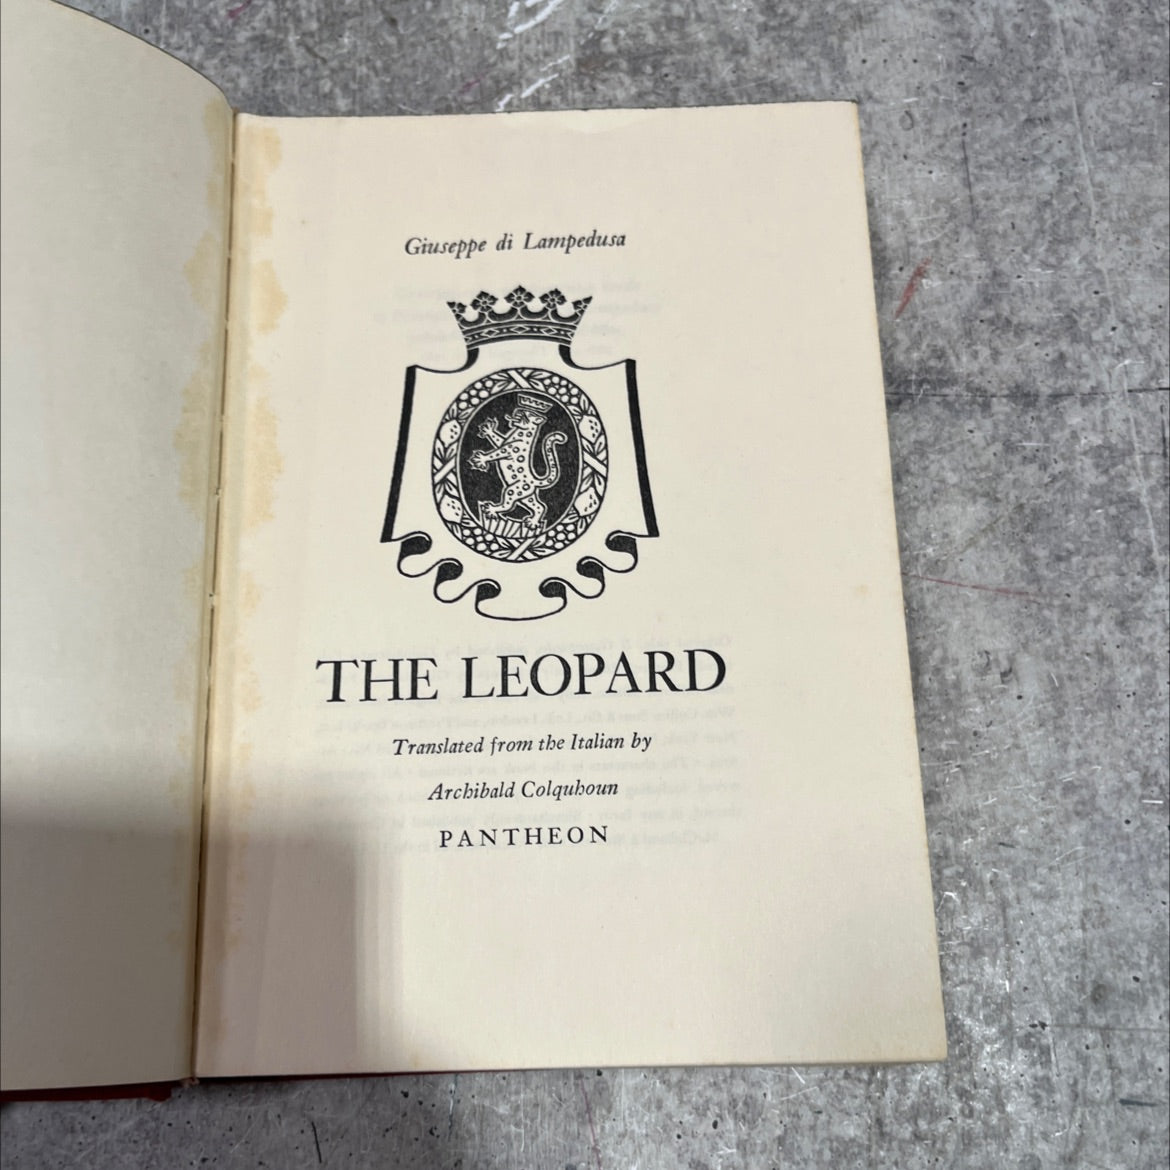 Giuseppe di Lampedusa
THE LEOPARD
Translated from the Italian by
Archibald Colquhoun
PANTHEON